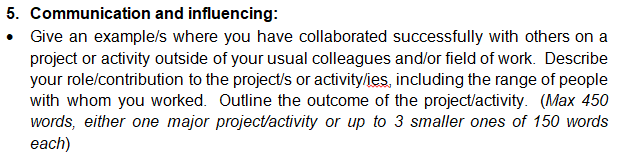 5. Communication and influencing:
• Give an example/s where you have collaborated successfully with others on a
project or activity outside of your usual colleagues and/or field of work.  Describe
your role/contribution to the project/s or activity/ies, including the range of people
with whom you worked.  Outline the outcome of the project/activity.  (Max 450
words, either one major project/activity or up to 3 smaller ones of 150 words
each)